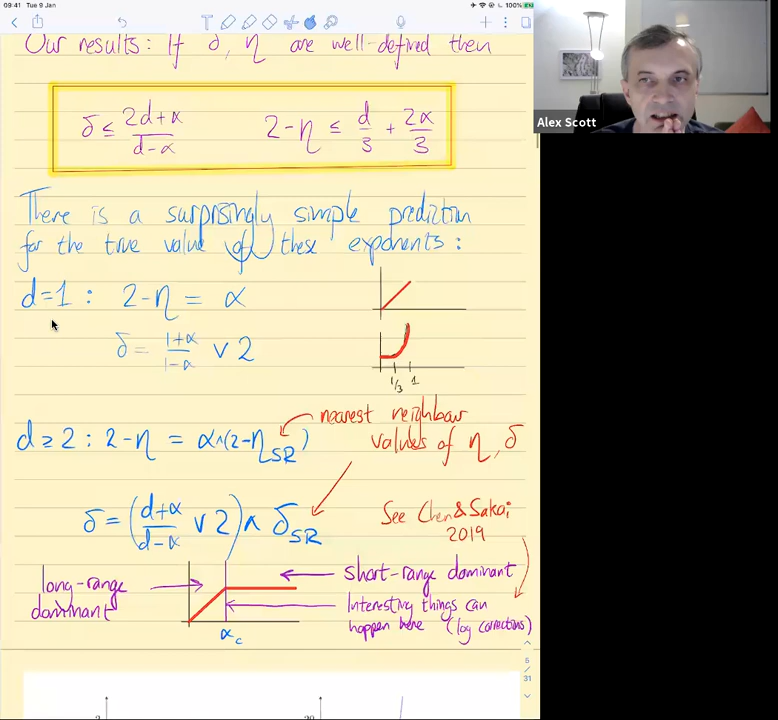 09:41 Tue 9 Jan
100%
Our results: If δ, η are well-defined then
δ ≤ (2d+α)/(d-α)    2-η ≤ d/3 + 2α/3
Alex Scott
There is a surprisingly simple prediction
for the true value of these exponents:
d=1: 2-η = α
δ = (1+α)/(1-α) ∨ 2
1/3 1
nearest neighbour
values of η, δ
d≥2: 2-η = α∧(2-η_SR)
δ = ((d+α)/(d-α) ∨ 2) ∧ δ_SR
See Chen & Sakai
2019
long-range
dominant
short-range dominant
Interesting things can
happen here (log corrections)
α_c
5
/
31